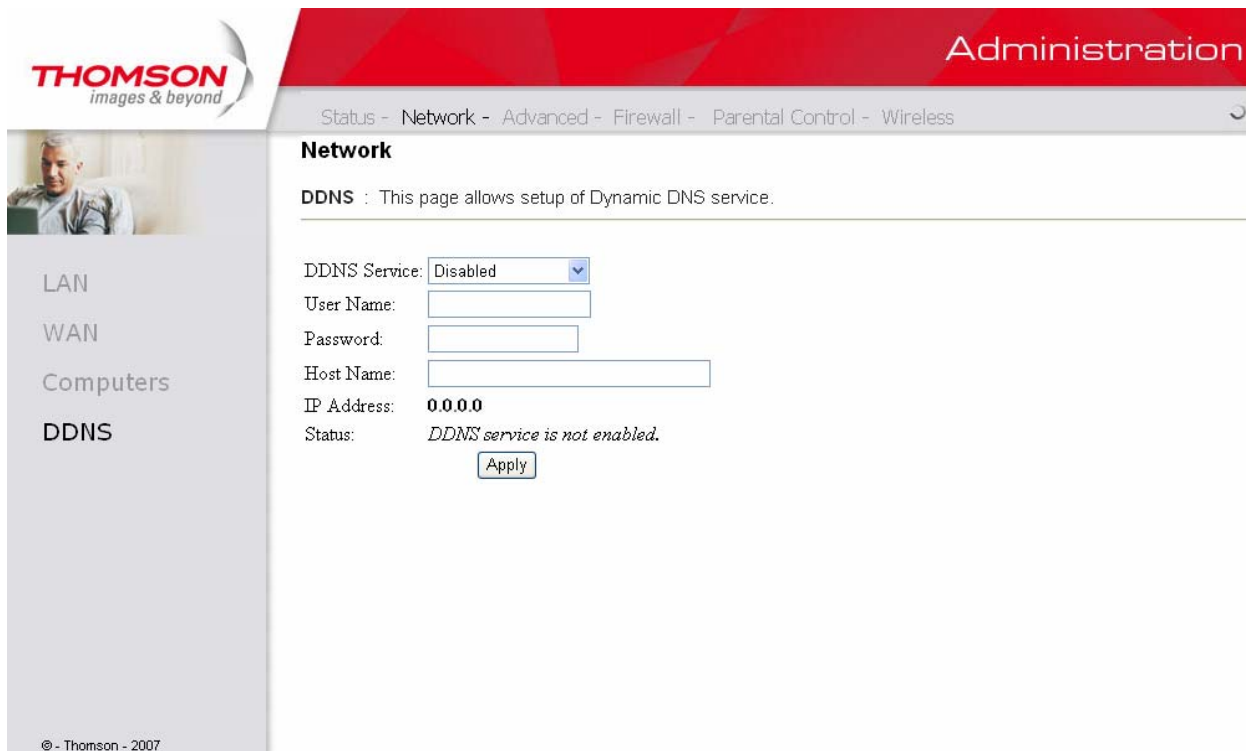 THOMSON
images & beyond
Administration
Status - Network - Advanced - Firewall - Parental Control - Wireless
Network
DDNS : This page allows setup of Dynamic DNS service.
LAN
WAN
Computers
DDNS
DDNS Service: Disabled
User Name:
Password:
Host Name:
IP Address: 0.0.0.0
Status: DDNS service is not enabled.
Apply
© - Thomson - 2007